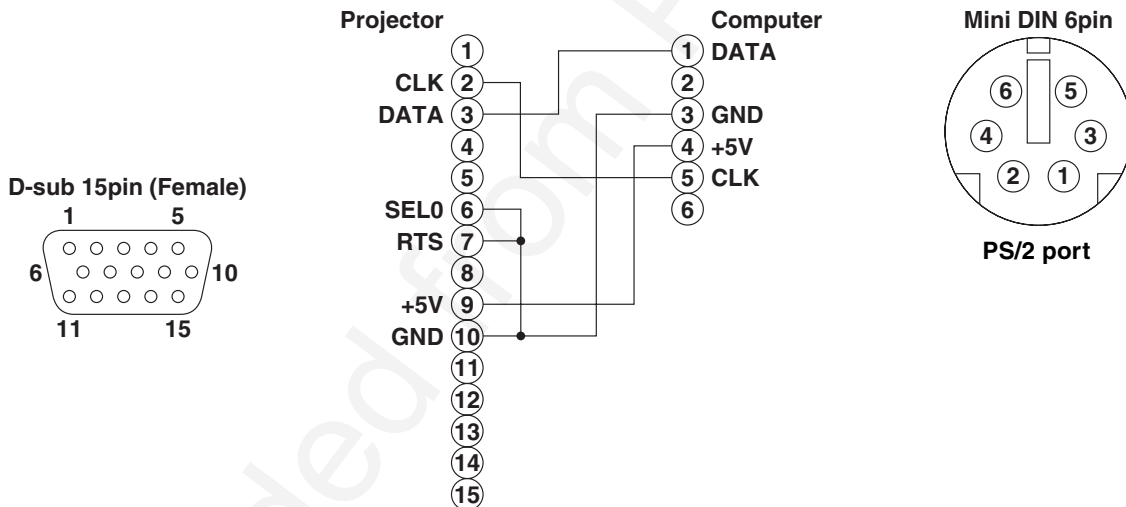 Projector
Computer
Mini DIN 6pin
1
CLK 2
DATA 3
4
5
SEL0 6
RTS 7
8
+5V 9
GND 10
11
12
13
14
15
1 DATA
2
3 GND
4 +5V
5 CLK
6
6 5
4 3
2 1
PS/2 port
D-sub 15pin (Female)
1 5
6 10
11 15
ded from